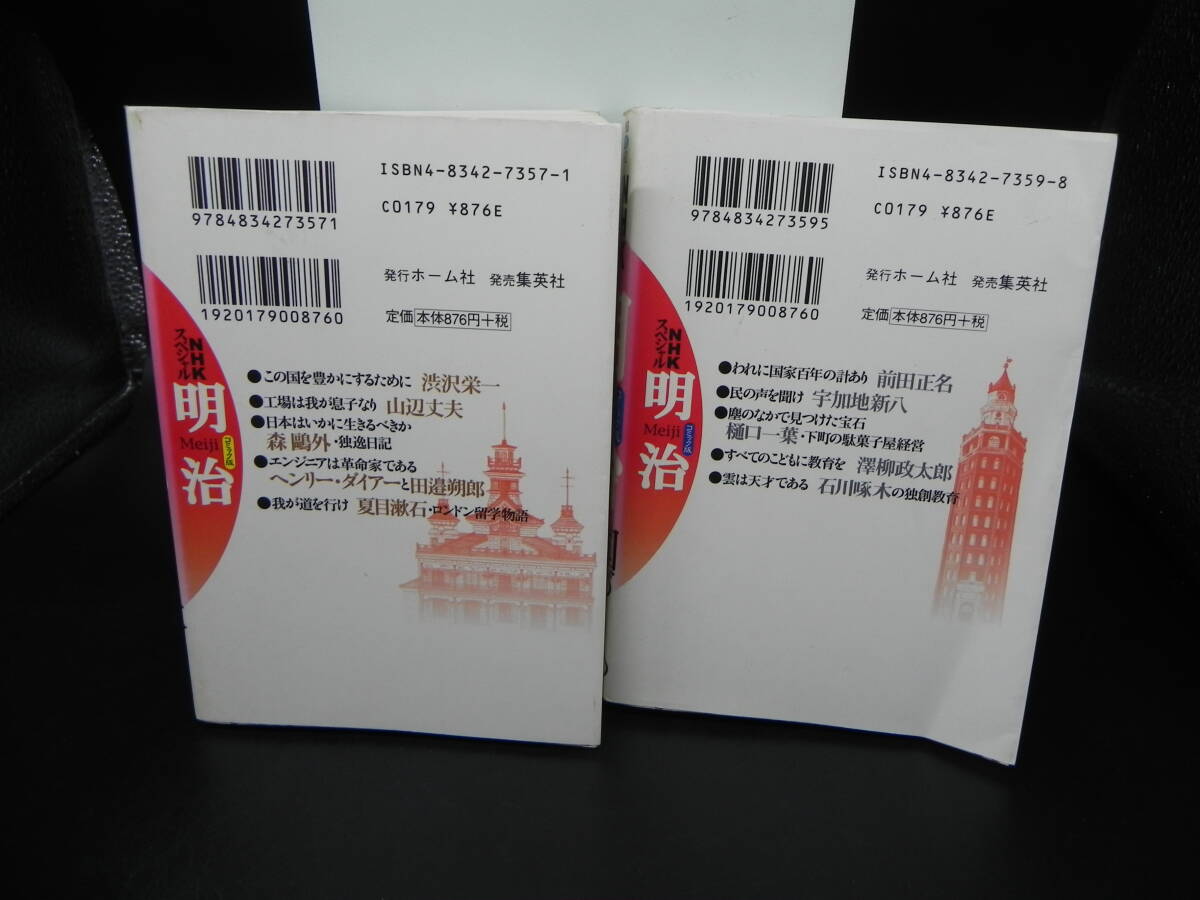 ISBN4-8342-7357-1
9784834273571
C0179 ¥876E
発行ホーム社 発売集英社
1920179008760
定価 本体876円+税
NHK
スペシャル
明治
Meiji
コミック版
●この国を豊かにするために 渋沢栄一
●工場は我が息子なり 山辺丈夫
●日本はいかに生きるべきか
森鷗外・独逸日記
●エンジニアは革命家である
ヘンリー・ダイアーと田邉朔郎
●我が道を行け 夏目漱石・ロンドン留学物語
ISBN4-8342-7359-8
9784834273595
C0179 ¥876E
発行ホーム社 発売集英社
1920179008760
定価 本体876円+税
NHK
スペシャル
明治
Meiji
コミック版
●われに国家百年の計あり 前田正名
●民の声を聞け 宇加地新八
●塵のなかで見つけた宝石
樋口一葉・下町の駄菓子屋経営
●すべてのこどもに教育を 澤柳政太郎
●雲は天才である 石川啄木の独創教育